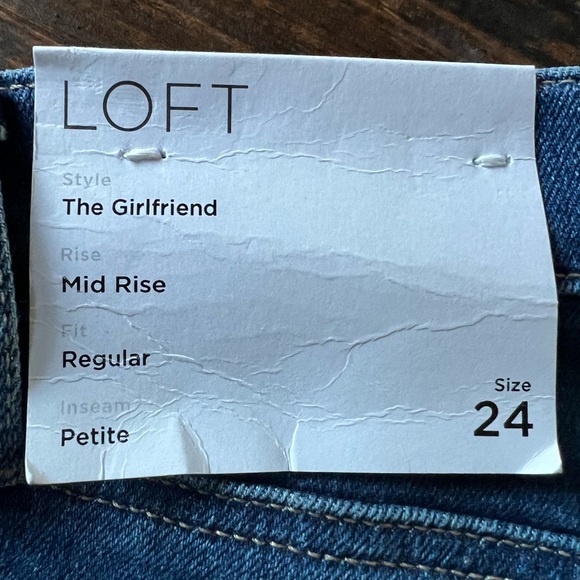 LOFT
Style
The Girlfriend
Rise
Mid Rise
Fit
Regular
Inseam
Petite
Size
24